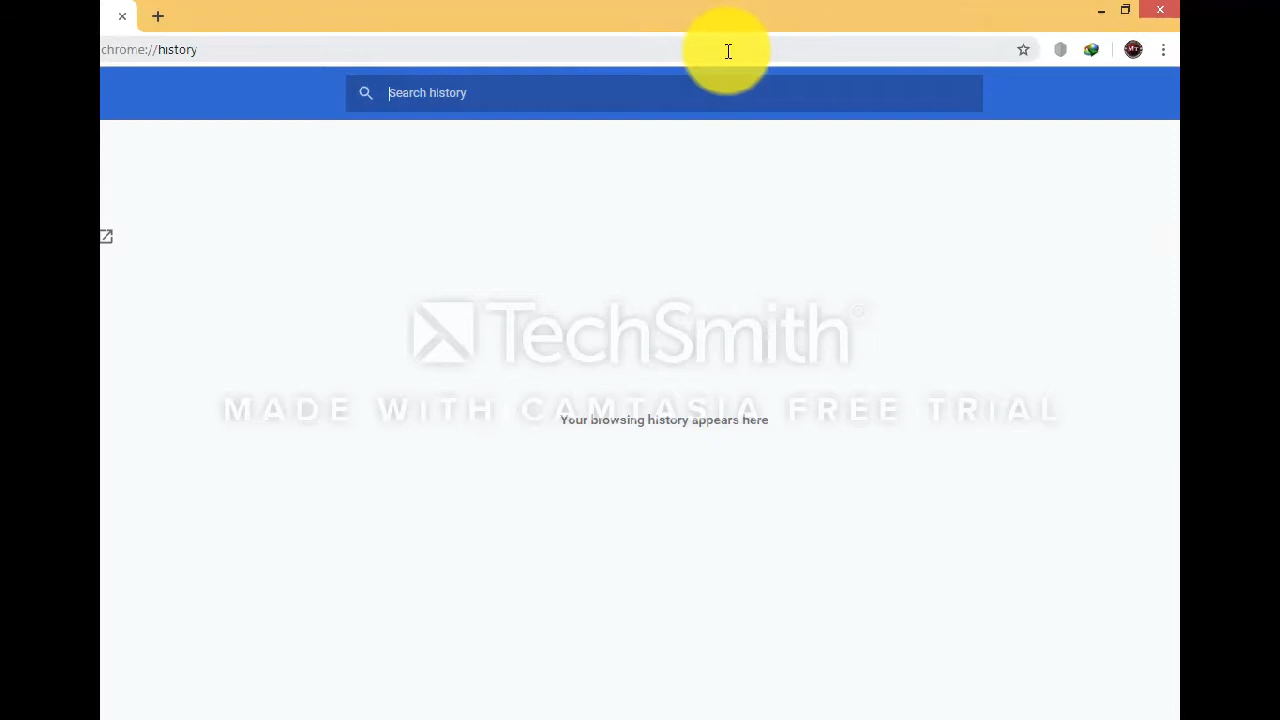 chrome://history
Search history
TechSmith
MADE WITH CAMTASIA FREE TRIAL
Your browsing history appears here